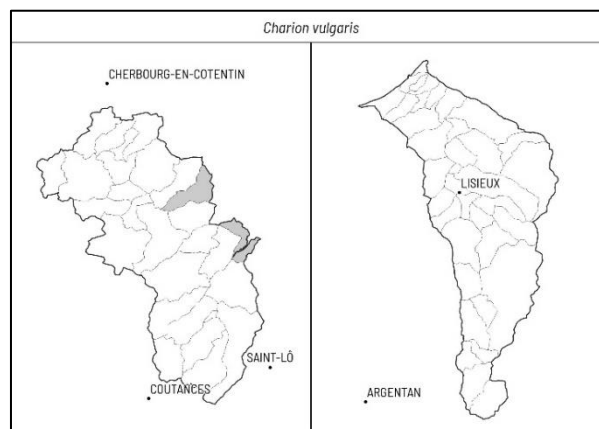 Charion vulgaris
CHERBOURG-EN-COTENTIN
SAINT-LÔ
COUTANCES
LISIEUX
ARGENTAN